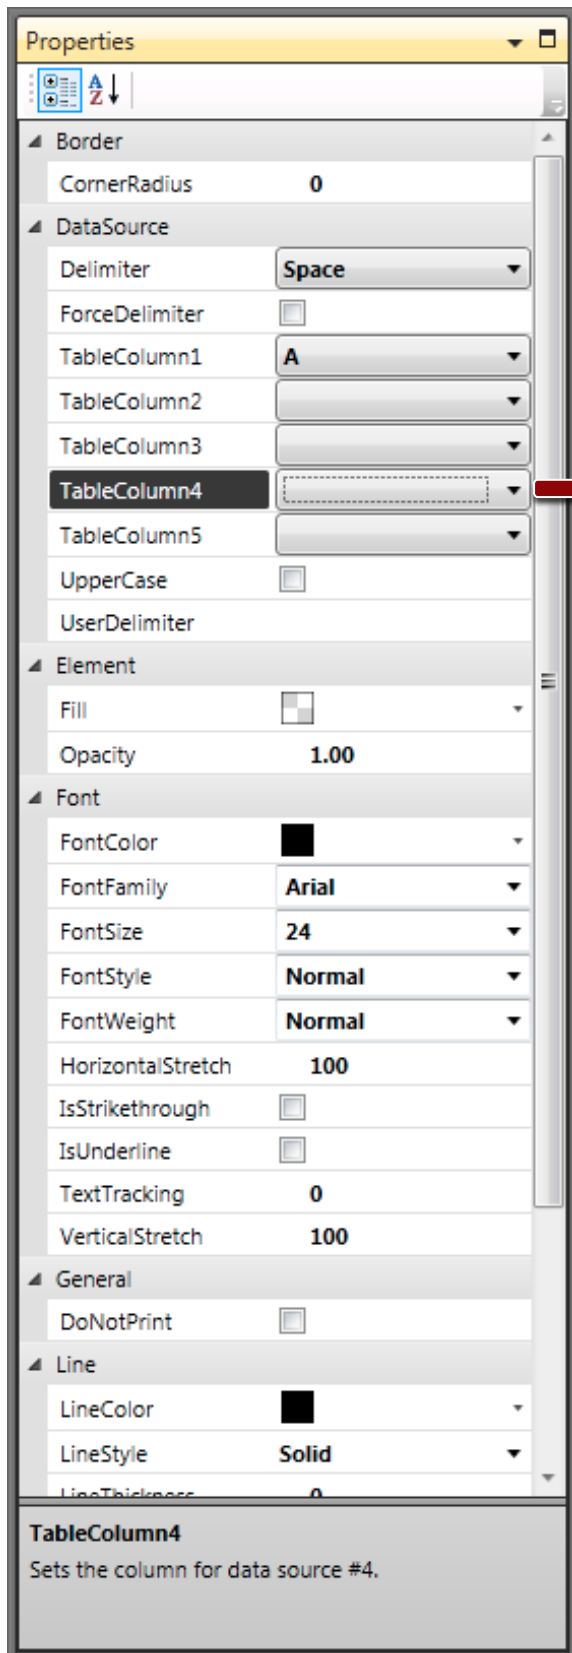 Properties
A
Z
Border
CornerRadius 0
DataSource
Delimiter Space
ForceDelimiter
TableColumn1 A
TableColumn2
TableColumn3
TableColumn4
TableColumn5
UpperCase
UserDelimiter
Element
Fill
Opacity 1.00
Font
FontColor
FontFamily Arial
FontSize 24
FontStyle Normal
FontWeight Normal
HorizontalStretch 100
IsStrikethrough
IsUnderline
TextTracking 0
VerticalStretch 100
General
DoNotPrint
Line
LineColor
LineStyle Solid
LineThickness 0
TableColumn4
Sets the column for data source #4.